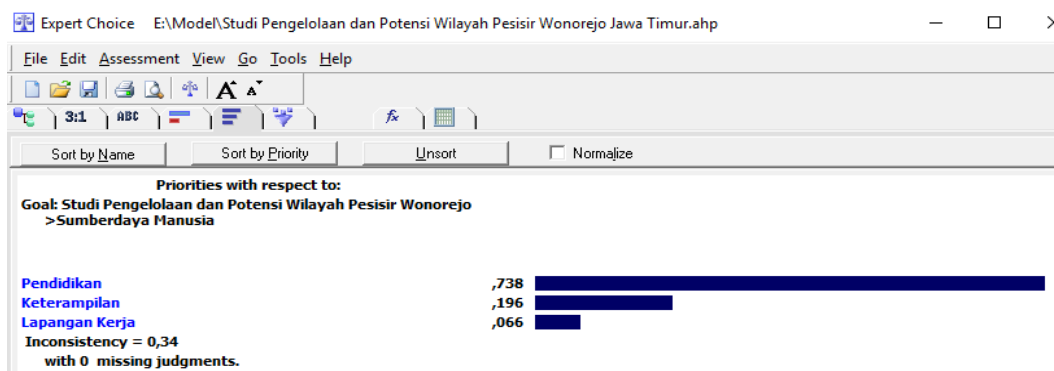 Expert Choice E:\Model\Studi Pengelolaan dan Potensi Wilayah Pesisir Wonorejo Jawa Timur.ahp
File Edit Assessment View Go Tools Help
A A
3:1 ABC fx
Sort by Name Sort by Priority Unsort Normalize
Priorities with respect to:
Goal: Studi Pengelolaan dan Potensi Wilayah Pesisir Wonorejo
>Sumberdaya Manusia
Pendidikan ,738
Keterampilan ,196
Lapangan Kerja ,066
Inconsistency = 0,34
with 0 missing judgments.